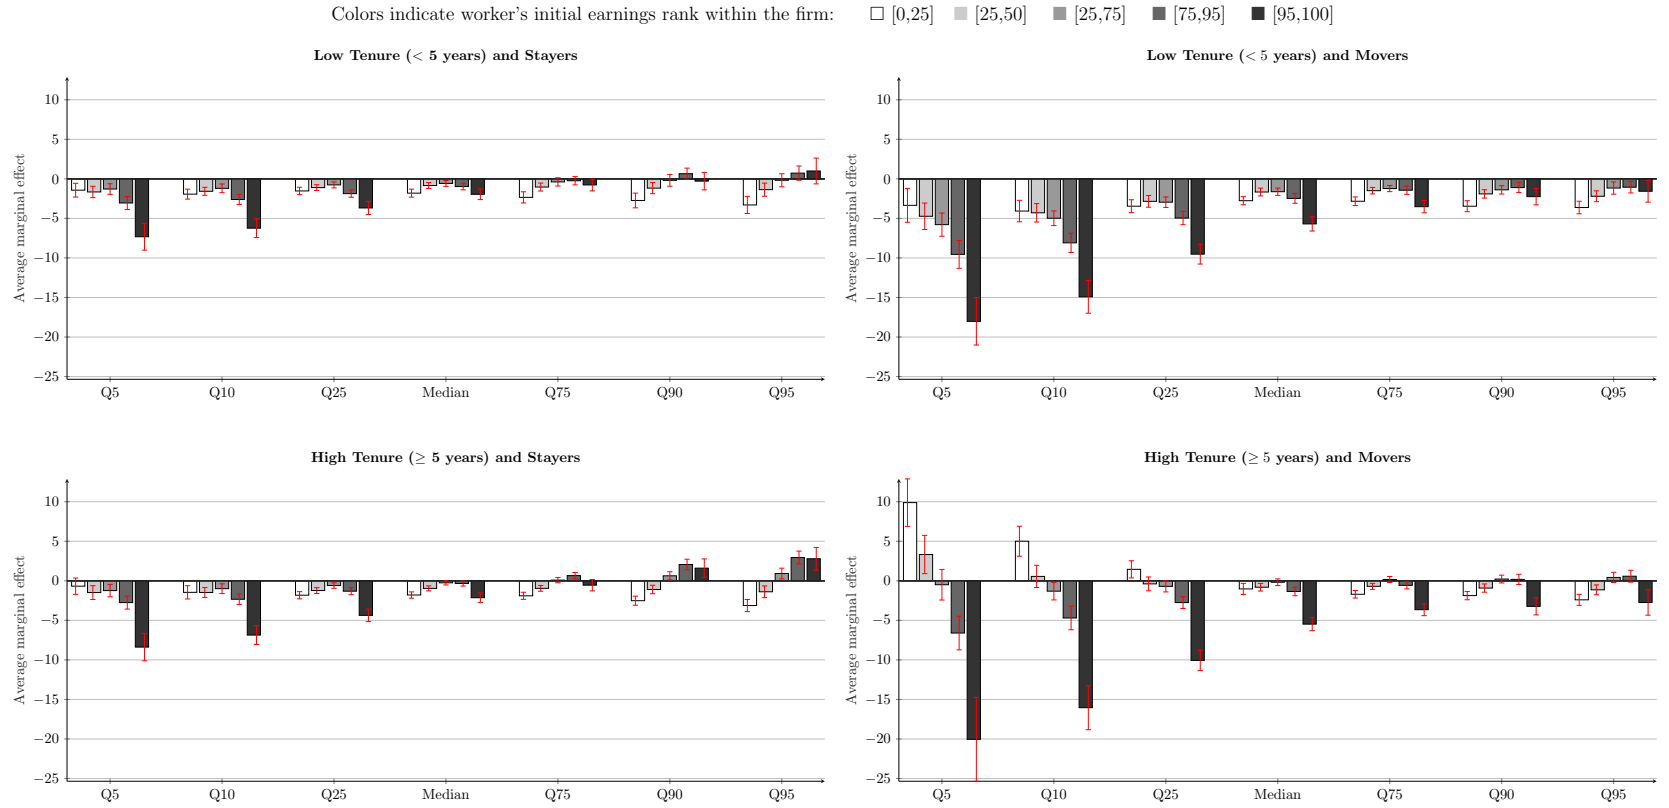 Colors indicate worker's initial earnings rank within the firm: [0,25] [25,50] [25,75] [75,95] [95,100]
Low Tenure (< 5 years) and Stayers
Average marginal effect
10
5
0
−5
−10
−15
−20
−25
Q5 Q10 Q25 Median Q75 Q90 Q95
Low Tenure (< 5 years) and Movers
Average marginal effect
10
5
0
−5
−10
−15
−20
−25
Q5 Q10 Q25 Median Q75 Q90 Q95
High Tenure (≥ 5 years) and Stayers
Average marginal effect
10
5
0
−5
−10
−15
−20
−25
Q5 Q10 Q25 Median Q75 Q90 Q95
High Tenure (≥ 5 years) and Movers
Average marginal effect
10
5
0
−5
−10
−15
−20
−25
Q5 Q10 Q25 Median Q75 Q90 Q95